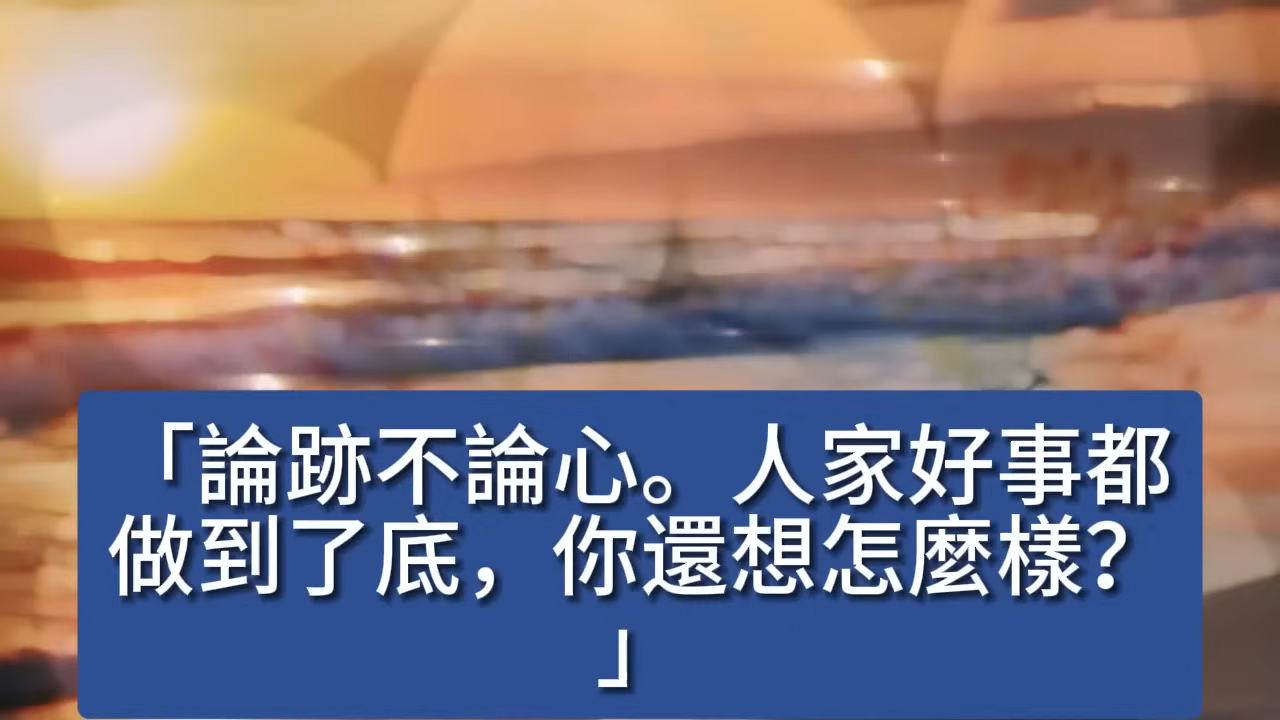 「論跡不論心。人家好事都
做到了底，你還想怎麼樣？
」